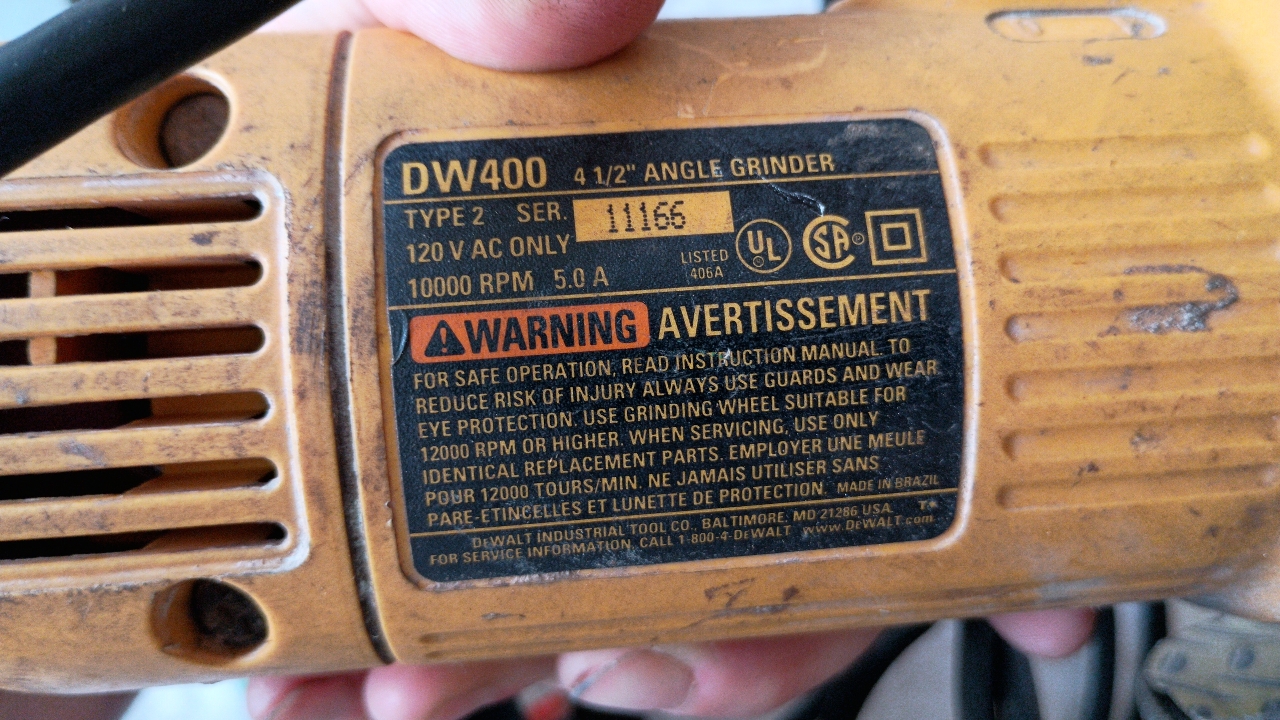 DW400 4 1/2" ANGLE GRINDER
TYPE 2 SER. 11166
120 V AC ONLY
10000 RPM 5.0 A
LISTED
406A
UL
SA
WARNING AVERTISSEMENT
FOR SAFE OPERATION, READ INSTRUCTION MANUAL. TO
REDUCE RISK OF INJURY ALWAYS USE GUARDS AND WEAR
EYE PROTECTION. USE GRINDING WHEEL SUITABLE FOR
12000 RPM OR HIGHER. WHEN SERVICING, USE ONLY
IDENTICAL REPLACEMENT PARTS. EMPLOYER UNE MEULE
POUR 12000 TOURS/MIN. NE JAMAIS UTILISER SANS
PARE-ETINCELLES ET LUNETTE DE PROTECTION. MADE IN BRAZIL
DEWALT INDUSTRIAL TOOL CO., BALTIMORE, MD 21286 USA
FOR SERVICE INFORMATION, CALL 1-800-4-DEWALT www.DEWALT.com